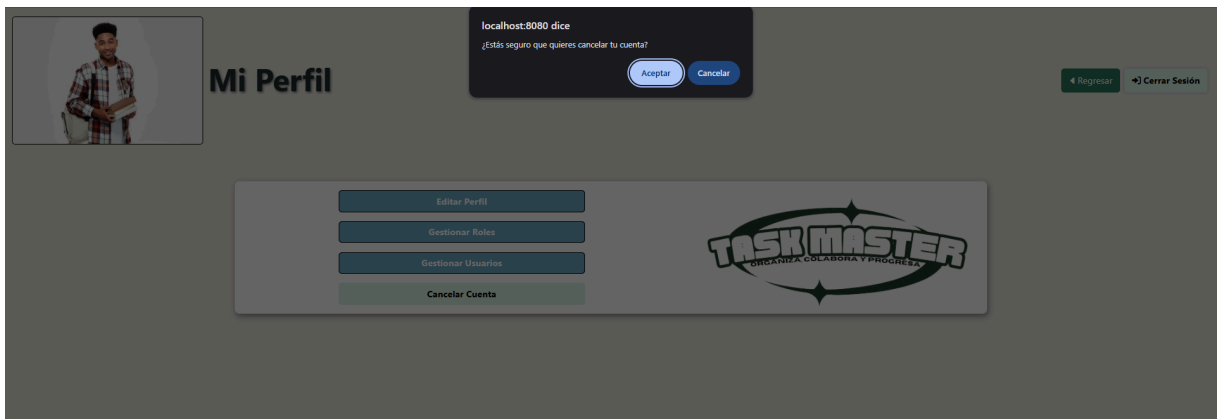 localhost:8080 dice
¿Estás seguro que quieres cancelar tu cuenta?
Aceptar
Cancelar
Mi Perfil
Regresar
Cerrar Sesión
Editar Perfil
Gestionar Roles
Gestionar Usuarios
Cancelar Cuenta
TASK MASTER
ORGANIZA COLABORA Y PROGRESA